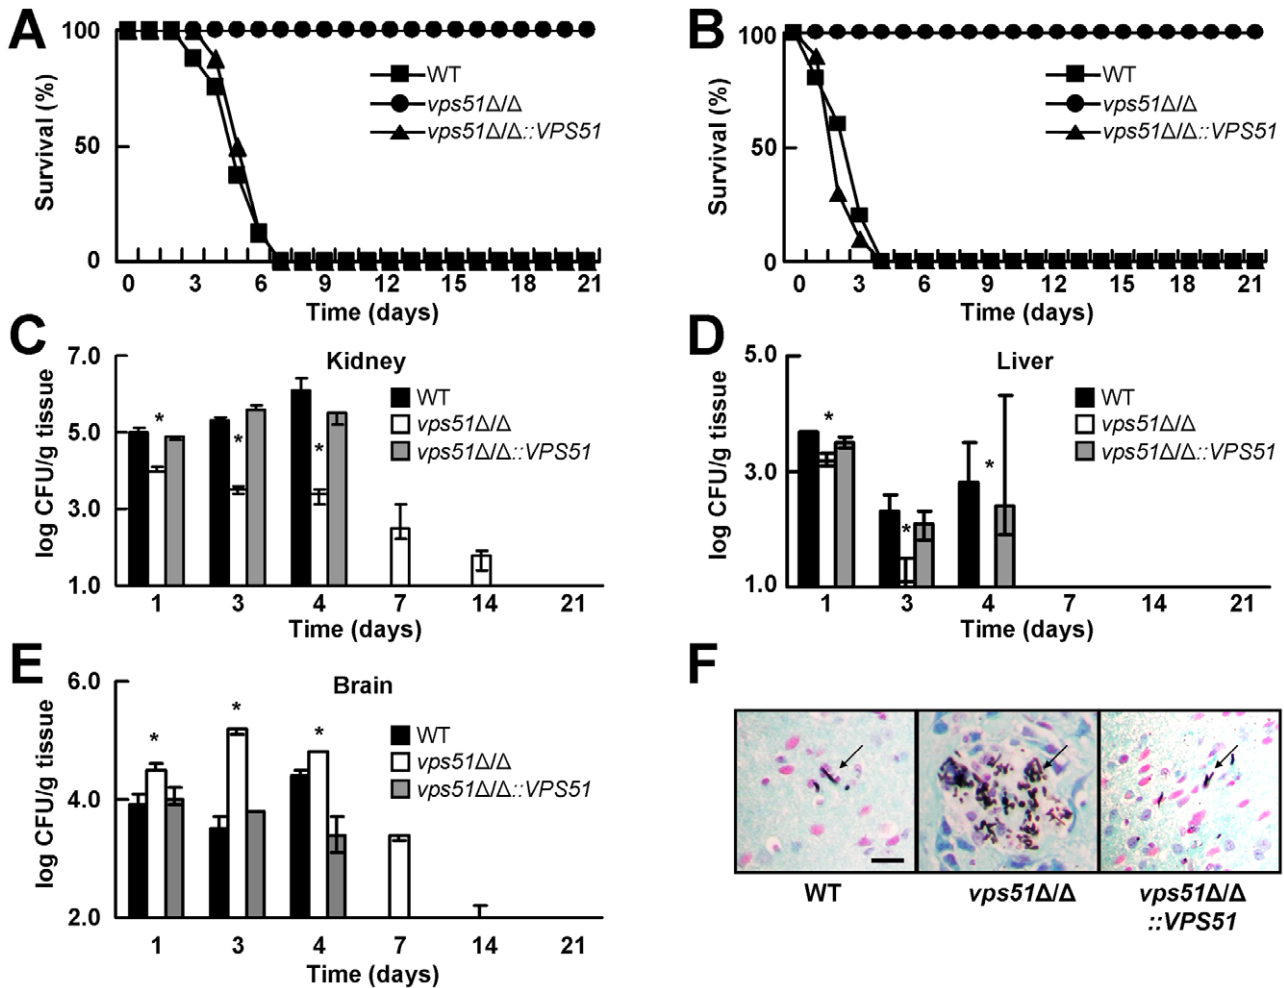 A
100
50
0
Survival (%)
WT
vps51Δ/Δ
vps51Δ/Δ::VPS51
0 3 6 9 12 15 18 21
Time (days)
B
100
50
0
Survival (%)
WT
vps51Δ/Δ
vps51Δ/Δ::VPS51
0 3 6 9 12 15 18 21
Time (days)
C
Kidney
7.0
5.0
3.0
1.0
log CFU/g tissue
WT
vps51Δ/Δ
vps51Δ/Δ::VPS51
* * *
1 3 4 7 14 21
Time (days)
D
Liver
5.0
3.0
1.0
log CFU/g tissue
WT
vps51Δ/Δ
vps51Δ/Δ::VPS51
* * *
1 3 4 7 14 21
Time (days)
E
Brain
6.0
4.0
2.0
log CFU/g tissue
WT
vps51Δ/Δ
vps51Δ/Δ::VPS51
* * *
1 3 4 7 14 21
Time (days)
F
WT
vps51Δ/Δ
vps51Δ/Δ
::VPS51